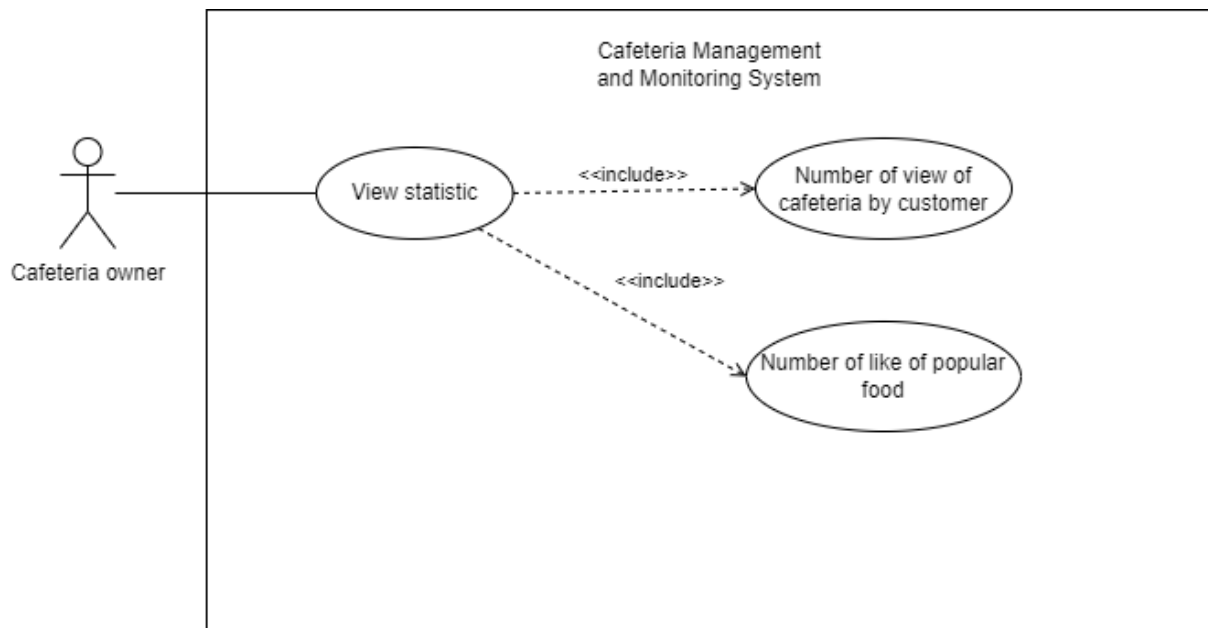 Cafeteria Management
and Monitoring System
Cafeteria owner
View statistic
<<include>>
Number of view of
cafeteria by customer
<<include>>
Number of like of popular
food